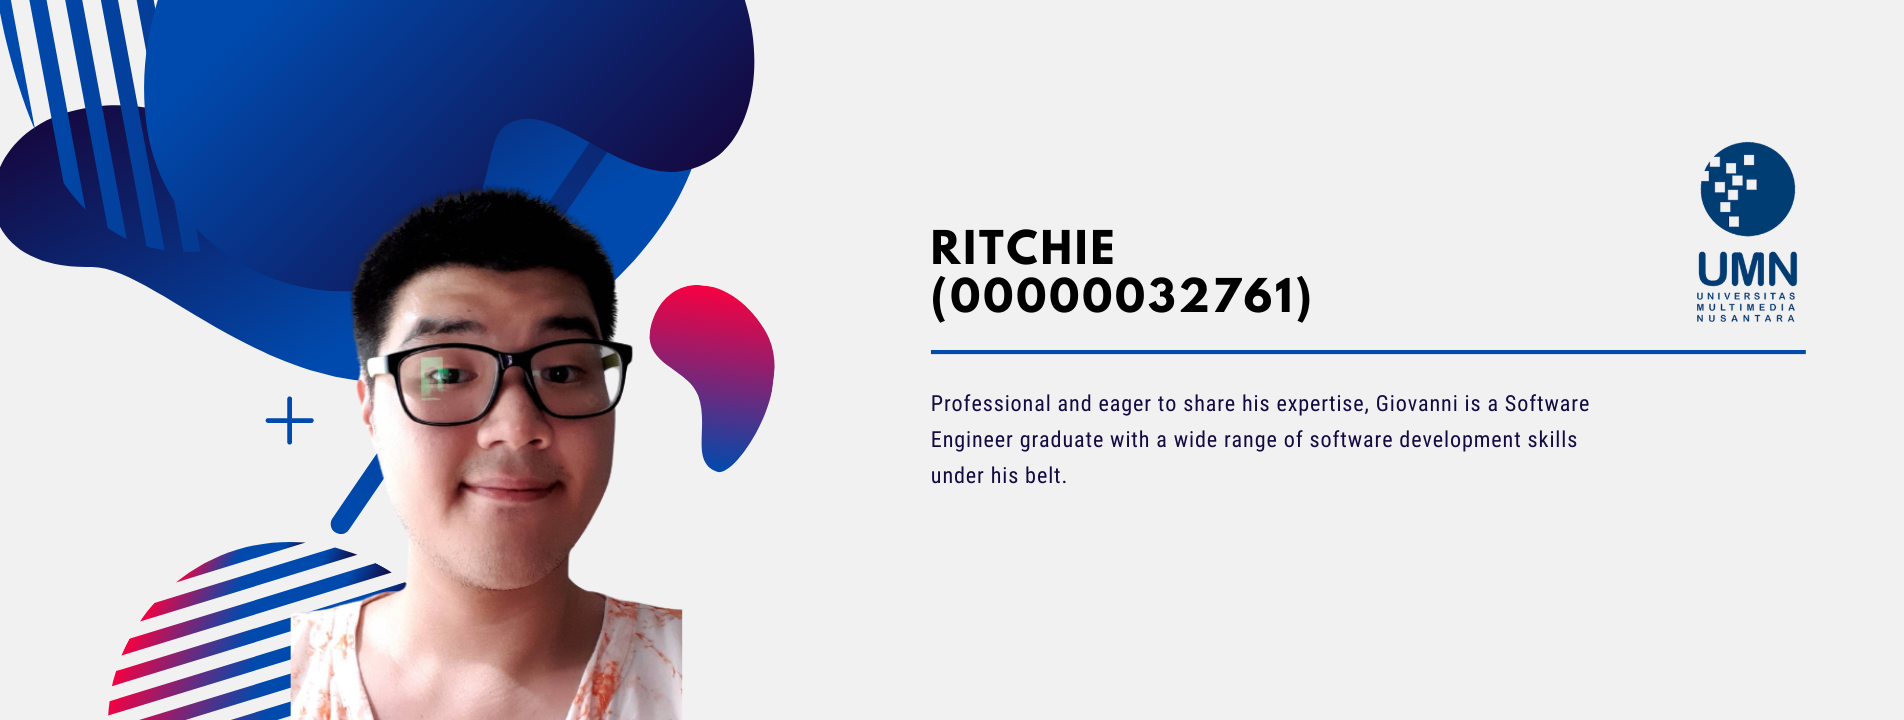 RITCHIE
(00000032761)
UMN
UNIVERSITAS
MULTIMEDIA
NUSANTARA
Professional and eager to share his expertise, Giovanni is a Software
Engineer graduate with a wide range of software development skills
under his belt.